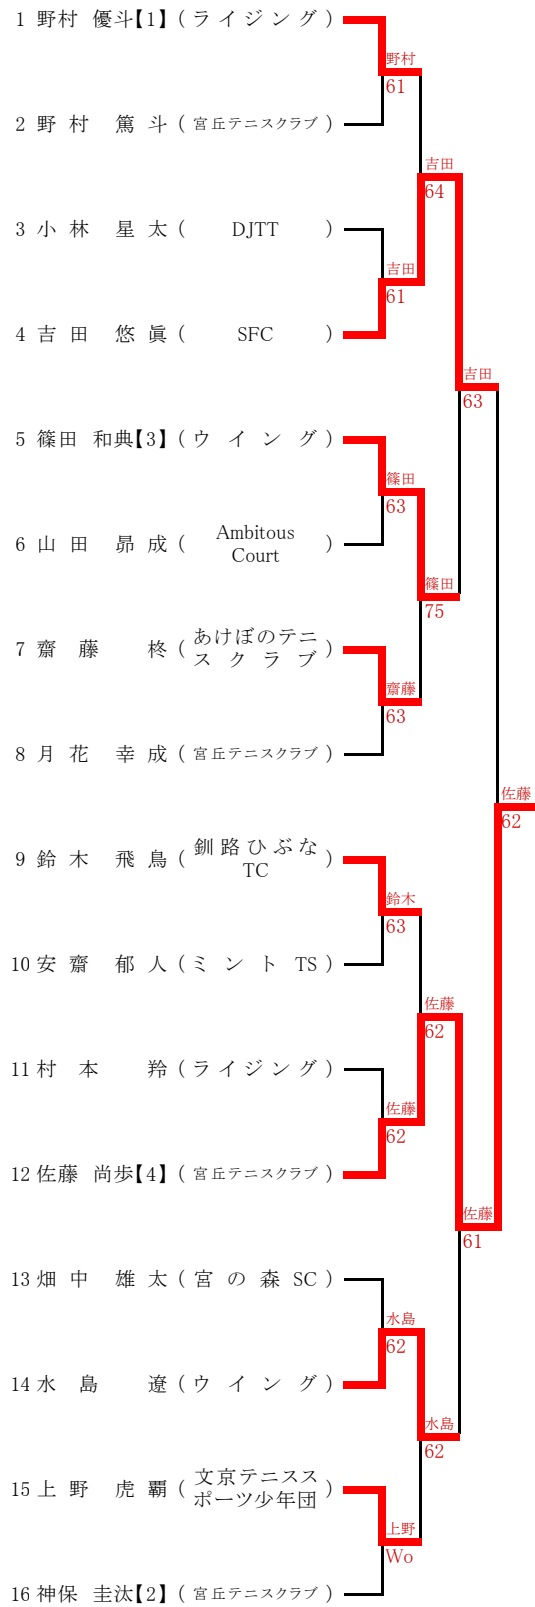 1 野村 優斗【1】 ( ライジング )
野村
61
2 野村 篤斗 ( 宮丘テニスクラブ )
吉田
64
3 小林 星太 ( DJTT )
吉田
61
4 吉田 悠眞 ( SFC )
吉田
63
5 篠田 和典【3】 ( ウイング )
篠田
63
6 山田 昴成 ( Ambitous
Court )
篠田
75
7 齋藤 柊 ( あけぼのテニ
スクラブ )
齋藤
63
8 月花 幸成 ( 宮丘テニスクラブ )
佐藤
62
9 鈴木 飛鳥 ( 釧路ひぶな
TC )
鈴木
63
10 安齋 郁人 ( ミント TS )
佐藤
62
11 村本 羚 ( ライジング )
佐藤
62
12 佐藤 尚歩【4】 ( 宮丘テニスクラブ )
佐藤
61
13 畑中 雄太 ( 宮の森 SC )
水島
62
14 水島 遼 ( ウイング )
水島
62
15 上野 虎覇 ( 文京テニスス
ポーツ少年団 )
上野
Wo
16 神保 圭汰【2】 ( 宮丘テニスクラブ )